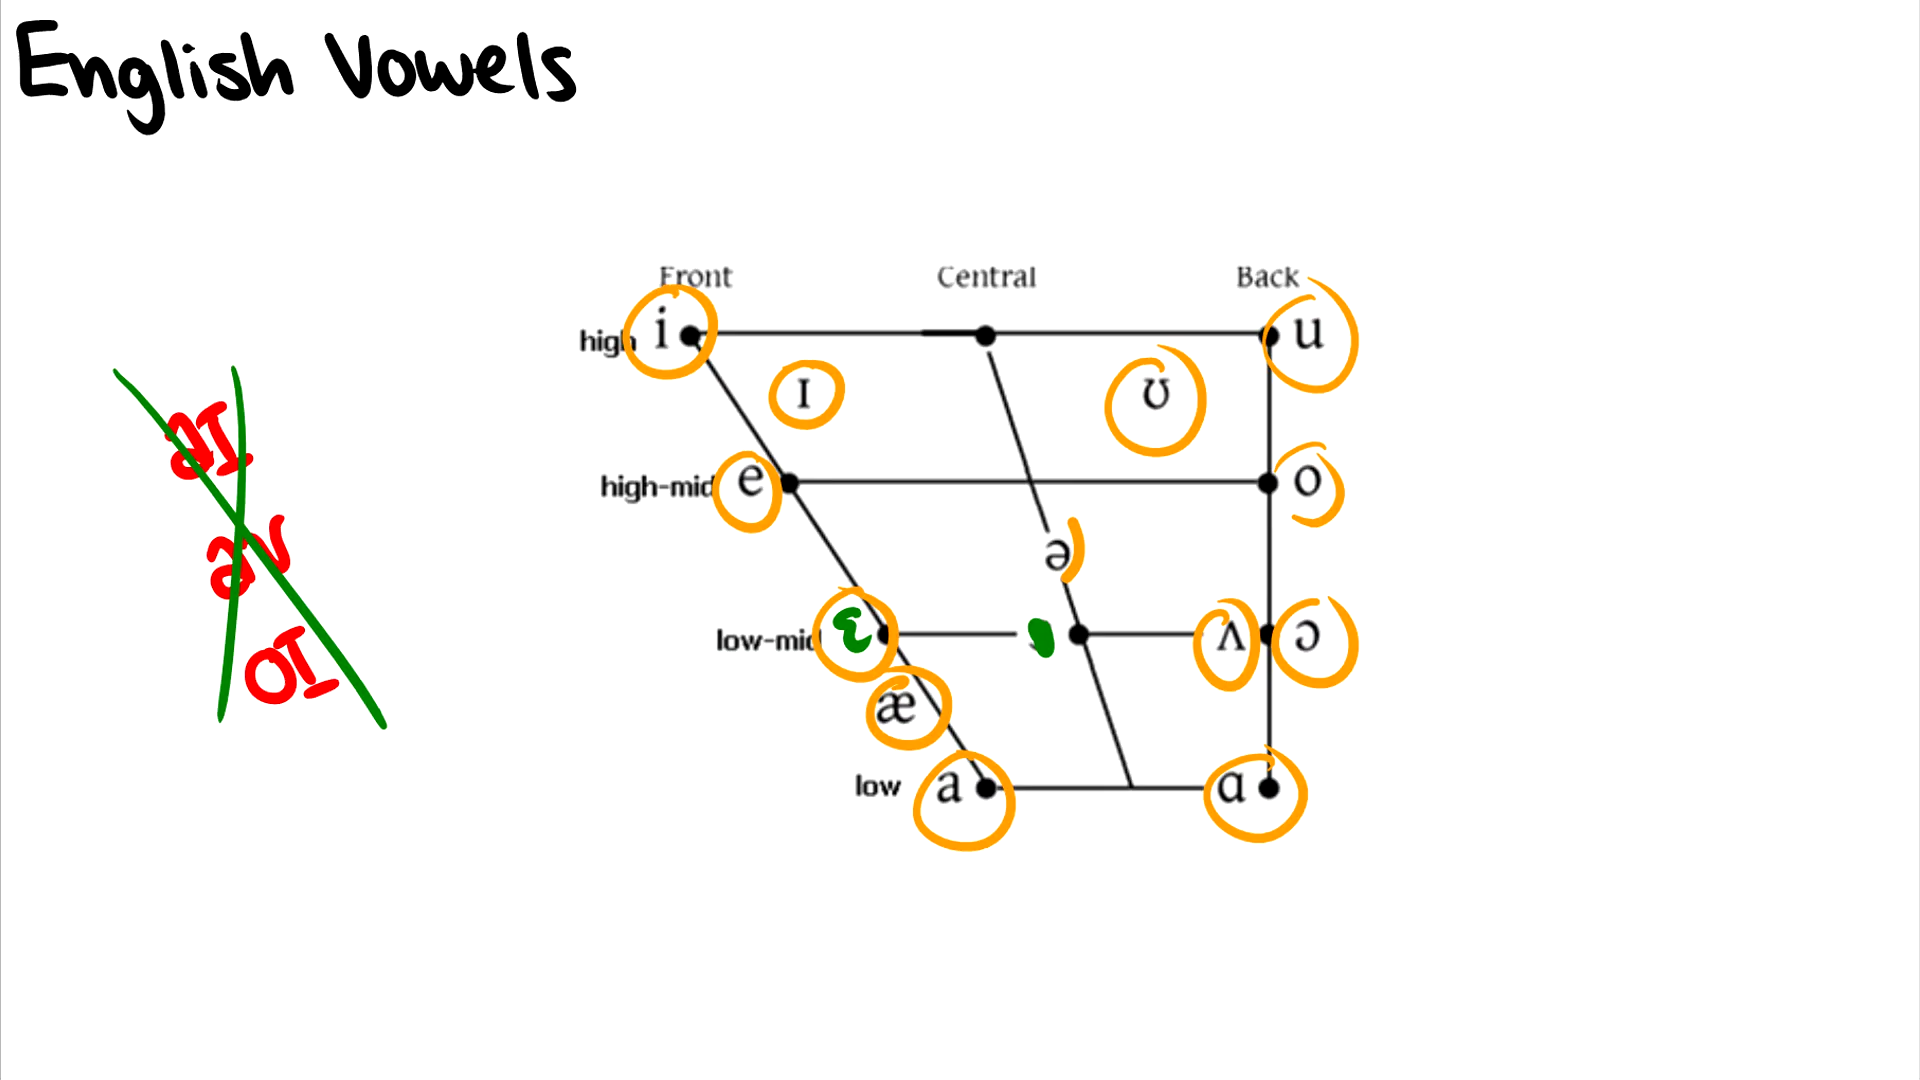 English Vowels
Front Central Back
high i u
ɪ ʊ
high-mid e o
ə
low-mid ɛ ʌ ɔ
æ
low a ɑ
aɪ
aʊ
oɪ